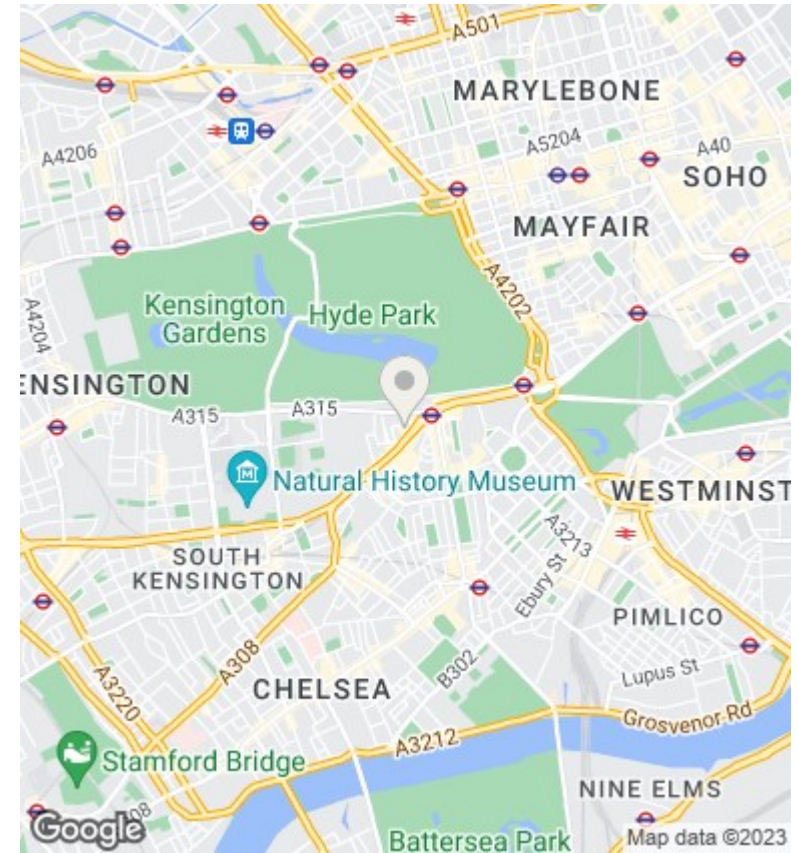 A501
MARYLEBONE
A4206
A5204
A40
SOHO
MAYFAIR
A4202
Kensington
Gardens
Hyde Park
A4204
ENSINGTON
A315
A315
Natural History Museum
WESTMINST
A3213
SOUTH
KENSINGTON
Ebury St
PIMLICO
A308
B302
Lupus St
A3220
CHELSEA
Grosvenor Rd
A3212
Stamford Bridge
NINE ELMS
08
Google
Battersea Park
Map data ©2023